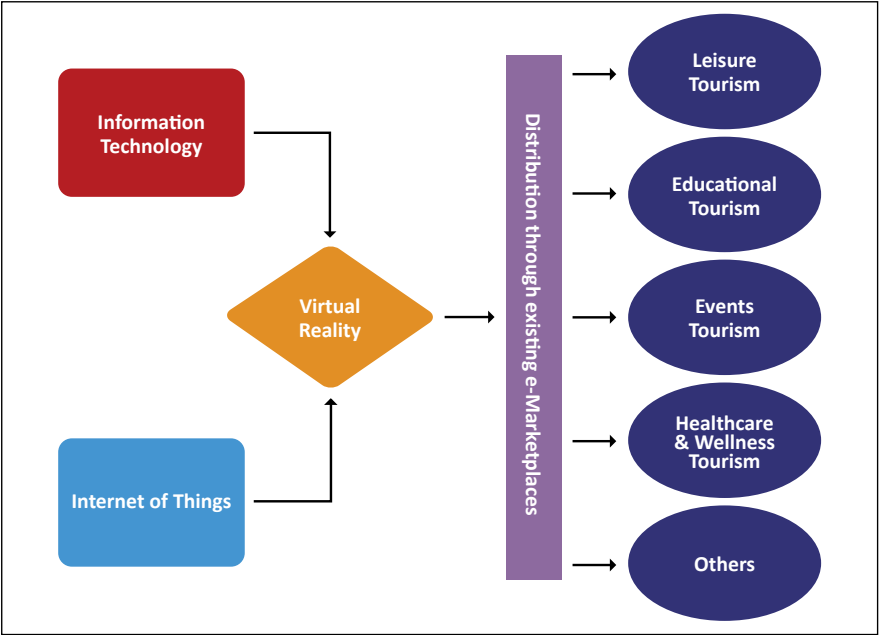 Information
Technology
Virtual
Reality
Internet of Things
Distribution through existing e-Marketplaces
Leisure
Tourism
Educational
Tourism
Events
Tourism
Healthcare
& Wellness
Tourism
Others